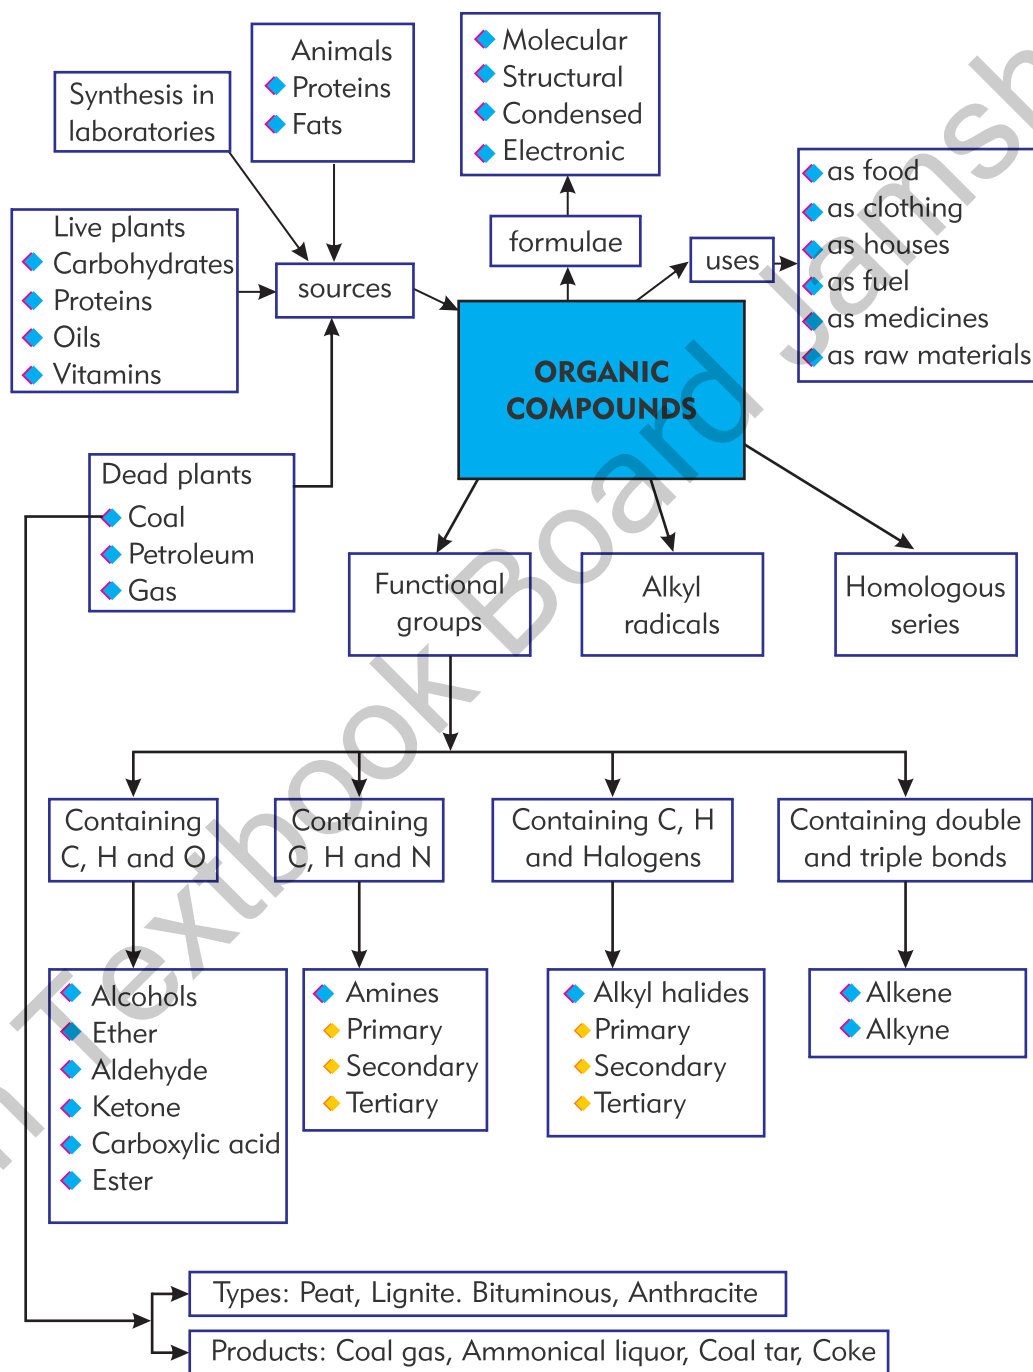 Animals
Proteins
Fats
Synthesis in
laboratories
Molecular
Structural
Condensed
Electronic
as food
as clothing
as houses
as fuel
as medicines
as raw materials
Live plants
Carbohydrates
Proteins
Oils
Vitamins
sources
formulae
uses
ORGANIC
COMPOUNDS
Dead plants
Coal
Petroleum
Gas
Functional
groups
Alkyl
radicals
Homologous
series
Containing
C, H and O
Containing
C, H and N
Containing C, H
and Halogens
Containing double
and triple bonds
Alcohols
Ether
Aldehyde
Ketone
Carboxylic acid
Ester
Amines
Primary
Secondary
Tertiary
Alkyl halides
Primary
Secondary
Tertiary
Alkene
Alkyne
Types: Peat, Lignite. Bituminous, Anthracite
Products: Coal gas, Ammonical liquor, Coal tar, Coke
Textbook Board Jamsh